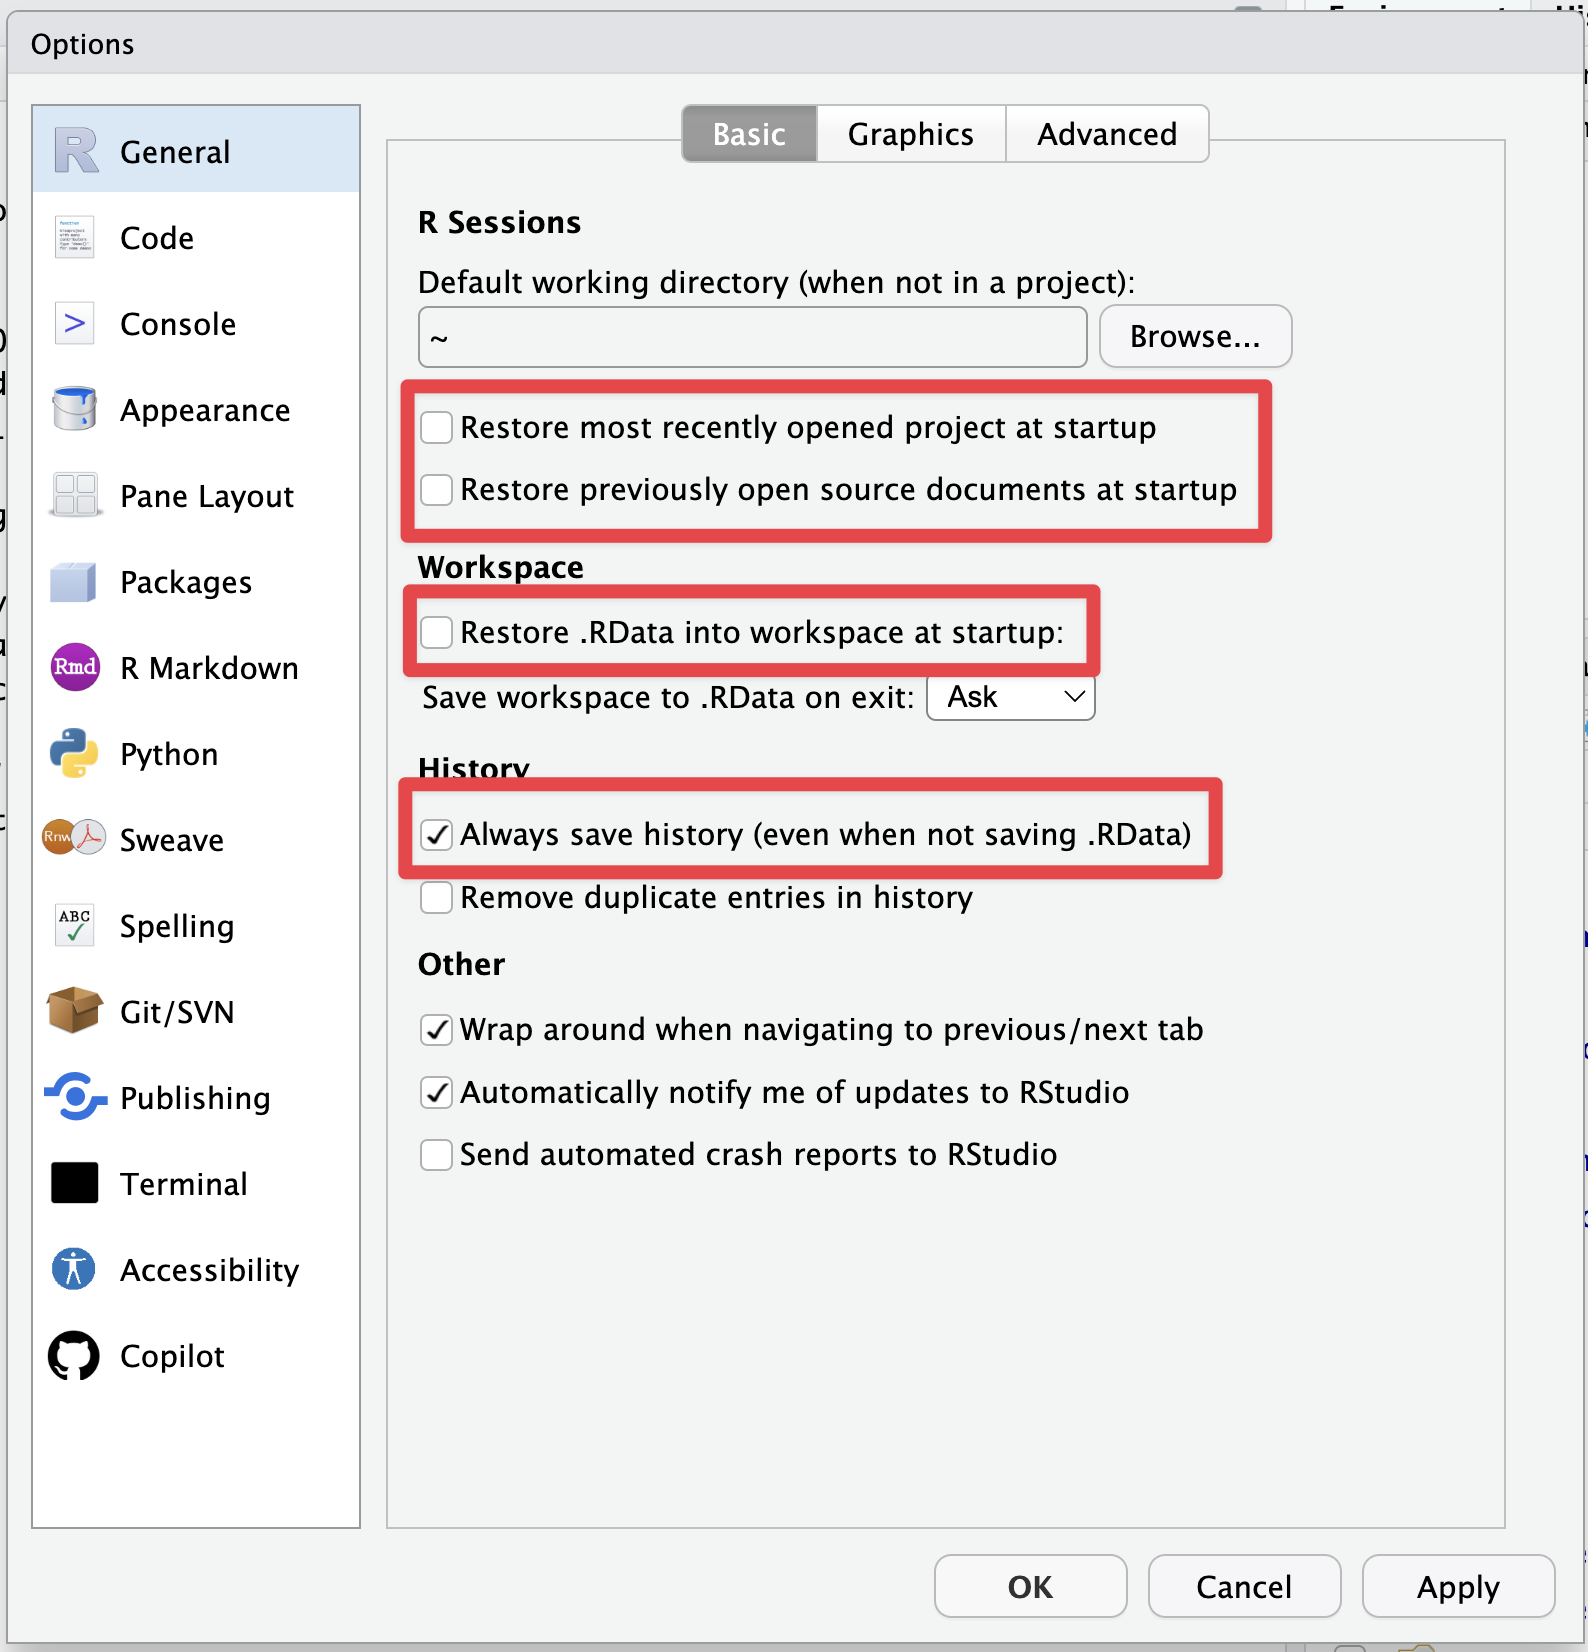 Options
General
Code
Console
>
Appearance
Pane Layout
Packages
Rmd
R Markdown
Python
Rnw
Sweave
ABC
Spelling
Git/SVN
Publishing
Terminal
Accessibility
Copilot
Basic
Graphics
Advanced
R Sessions
Default working directory (when not in a project):
~
Browse...
Restore most recently opened project at startup
Restore previously open source documents at startup
Workspace
Restore .RData into workspace at startup:
Save workspace to .RData on exit: Ask
History
Always save history (even when not saving .RData)
Remove duplicate entries in history
Other
Wrap around when navigating to previous/next tab
Automatically notify me of updates to RStudio
Send automated crash reports to RStudio
OK
Cancel
Apply